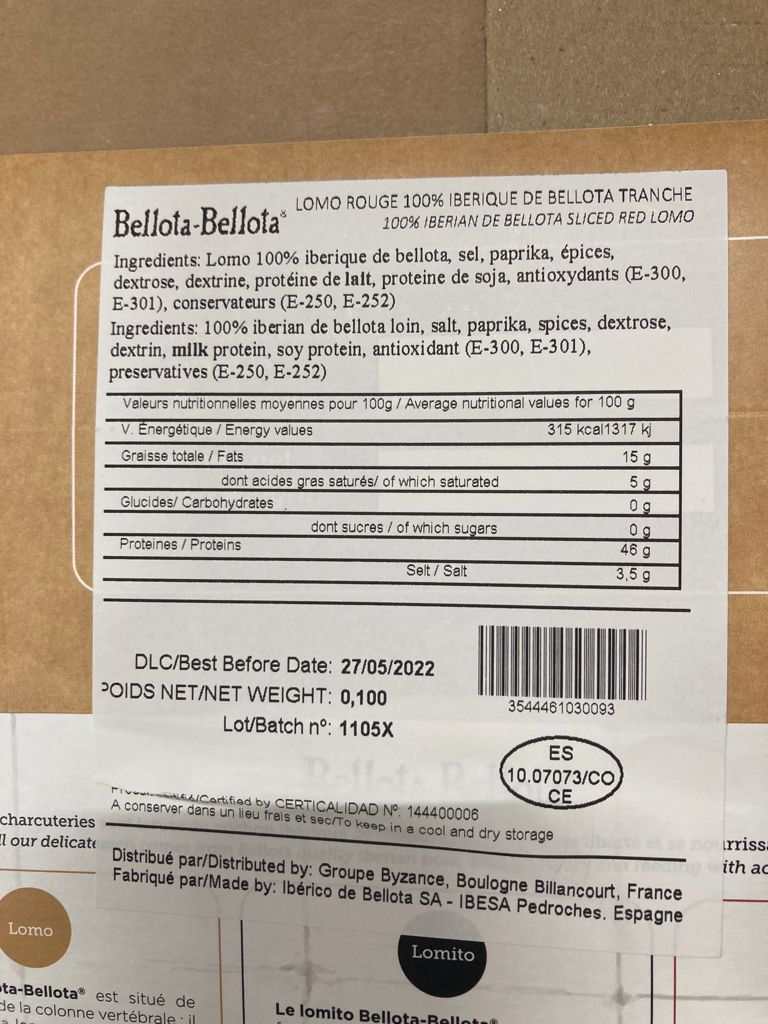 Bellota-Bellota®
LOMO ROUGE 100% IBERIQUE DE BELLOTA TRANCHE
100% IBERIAN DE BELLOTA SLICED RED LOMO
Ingredients: Lomo 100% iberique de bellota, sel, paprika, épices,
dextrose, dextrine, protéine de lait, proteine de soja, antioxydants (E-300,
E-301), conservateurs (E-250, E-252)
Ingredients: 100% iberian de bellota loin, salt, paprika, spices, dextrose,
dextrin, milk protein, soy protein, antioxidant (E-300, E-301),
preservatives (E-250, E-252)
Valeurs nutritionnelles moyennes pour 100g / Average nutritional values for 100 g
V. Énergétique / Energy values 315 kcal1317 kj
Graisse totale / Fats 15 g
dont acides gras saturés/ of which saturated 5 g
Glucides/ Carbohydrates 0 g
dont sucres / of which sugars 0 g
Proteines / Proteins 46 g
Selt / Salt 3,5 g
DLC/Best Before Date: 27/05/2022
POIDS NET/NET WEIGHT: 0,100
Lot/Batch nº: 1105X
3544461030093
ES
10.07073/CO
CE
/Certified by CERTICALIDAD Nº. 144400006
A conserver dans un lieu frais et sec/To keep in a cool and dry storage
Distribué par/Distributed by: Groupe Byzance, Boulogne Billancourt, France
Fabriqué par/Made by: Ibérico de Bellota SA - IBESA Pedroches. Espagne
charcuteries
ll our delicate
rriss
ith ac
Lomo
ta-Bellota® est situé de
de la colonne vertébrale : il
Lomito
Le lomito Bellota-Bellota®